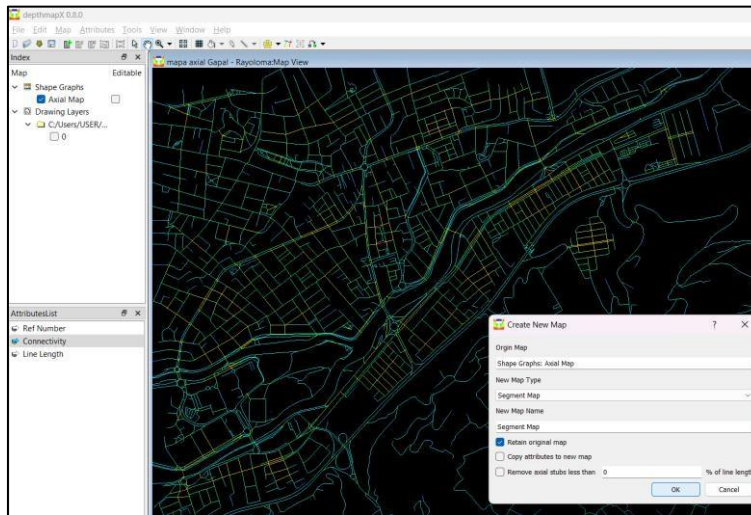 depthmapX 0.8.0
File Edit Map Attributes Tools View Window Help
Index
mapa axial Gapal - Rayoloma:Map View
Map Editable
Shape Graphs
Axial Map
Drawing Layers
C:/Users/USER/...
0
AttributesList
Ref Number
Connectivity
Line Length
Create New Map
Orgin Map
Shape Graphs: Axial Map
New Map Type
Segment Map
New Map Name
Segment Map
Retain original map
Copy attributes to new map
Remove axial stubs less than 0 % of line length
OK Cancel